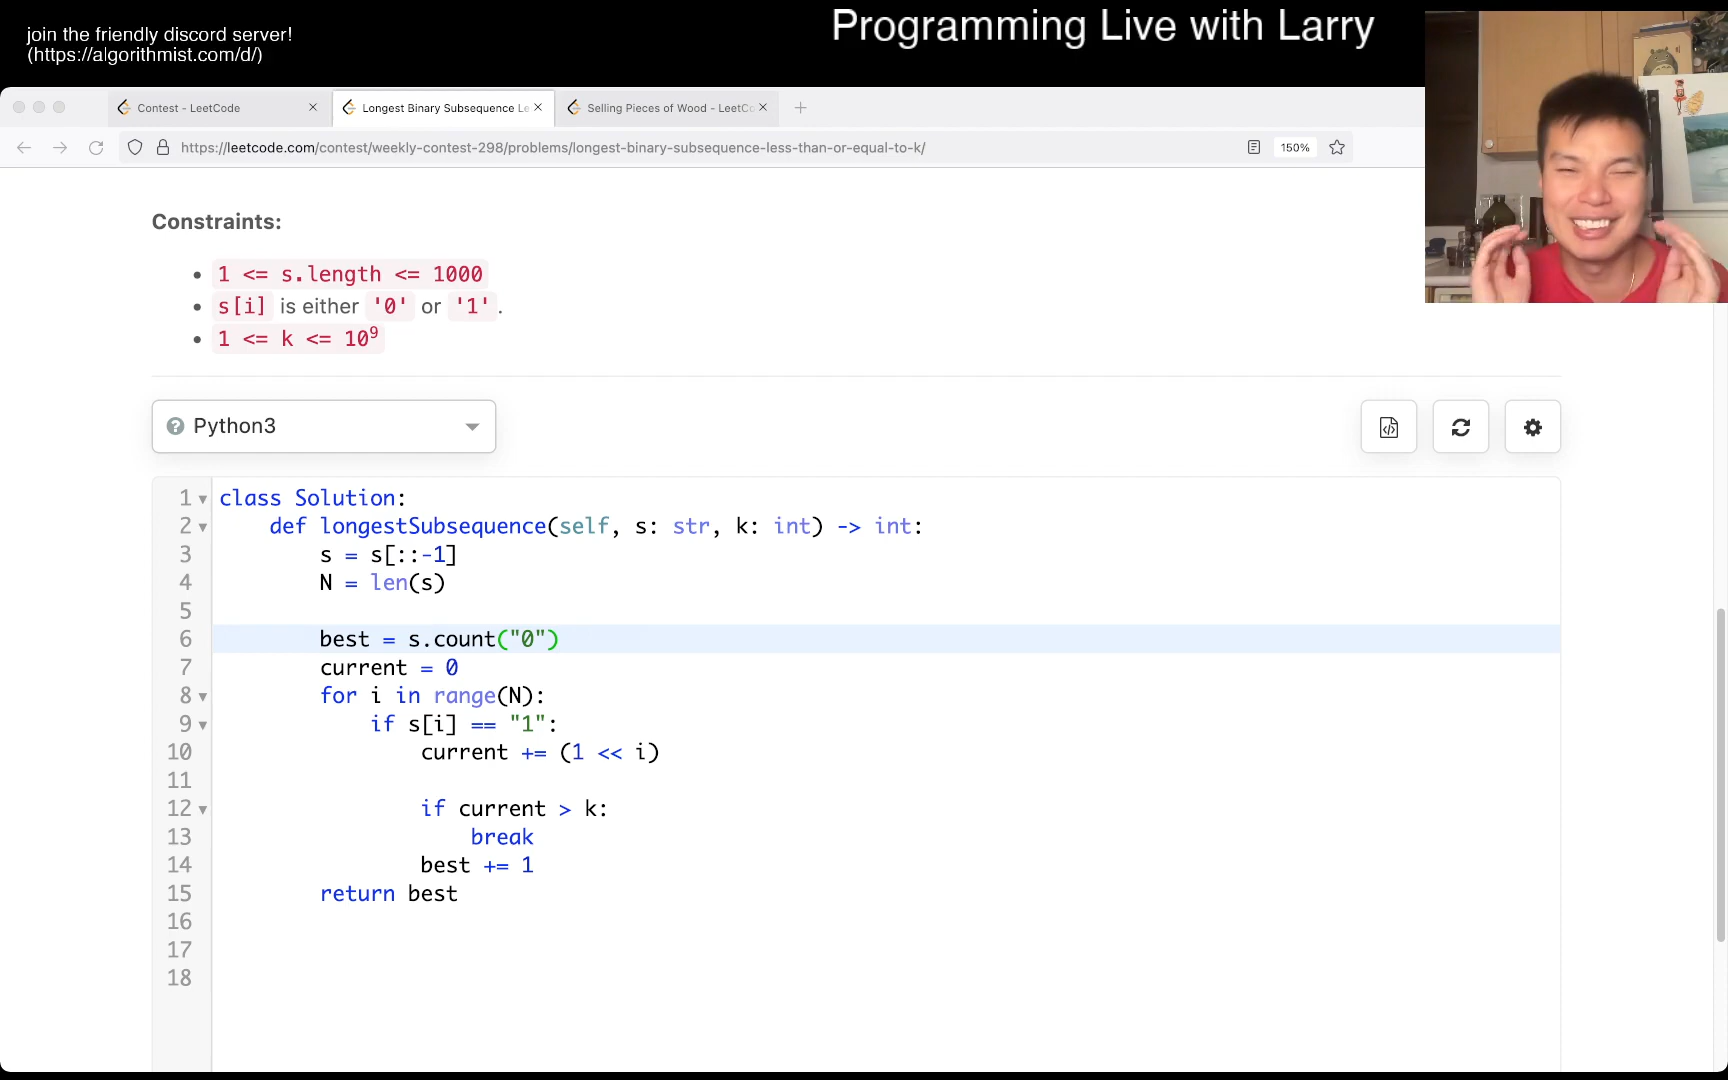 Programming Live with Larry
join the friendly discord server!
(https://algorithmist.com/d/)
Contest - LeetCode
Longest Binary Subsequence Le
Selling Pieces of Wood - LeetCo
https://leetcode.com/contest/weekly-contest-298/problems/longest-binary-subsequence-less-than-or-equal-to-k/
150%
Constraints:
• 1 <= s.length <= 1000
• s[i] is either '0' or '1'.
• 1 <= k <= 10⁹
Python3
1 class Solution:
2     def longestSubsequence(self, s: str, k: int) -> int:
3         s = s[::-1]
4         N = len(s)
5
6         best = s.count("0")
7         current = 0
8         for i in range(N):
9             if s[i] == "1":
10                 current += (1 << i)
11
12                 if current > k:
13                     break
14                 best += 1
15         return best
16
17
18